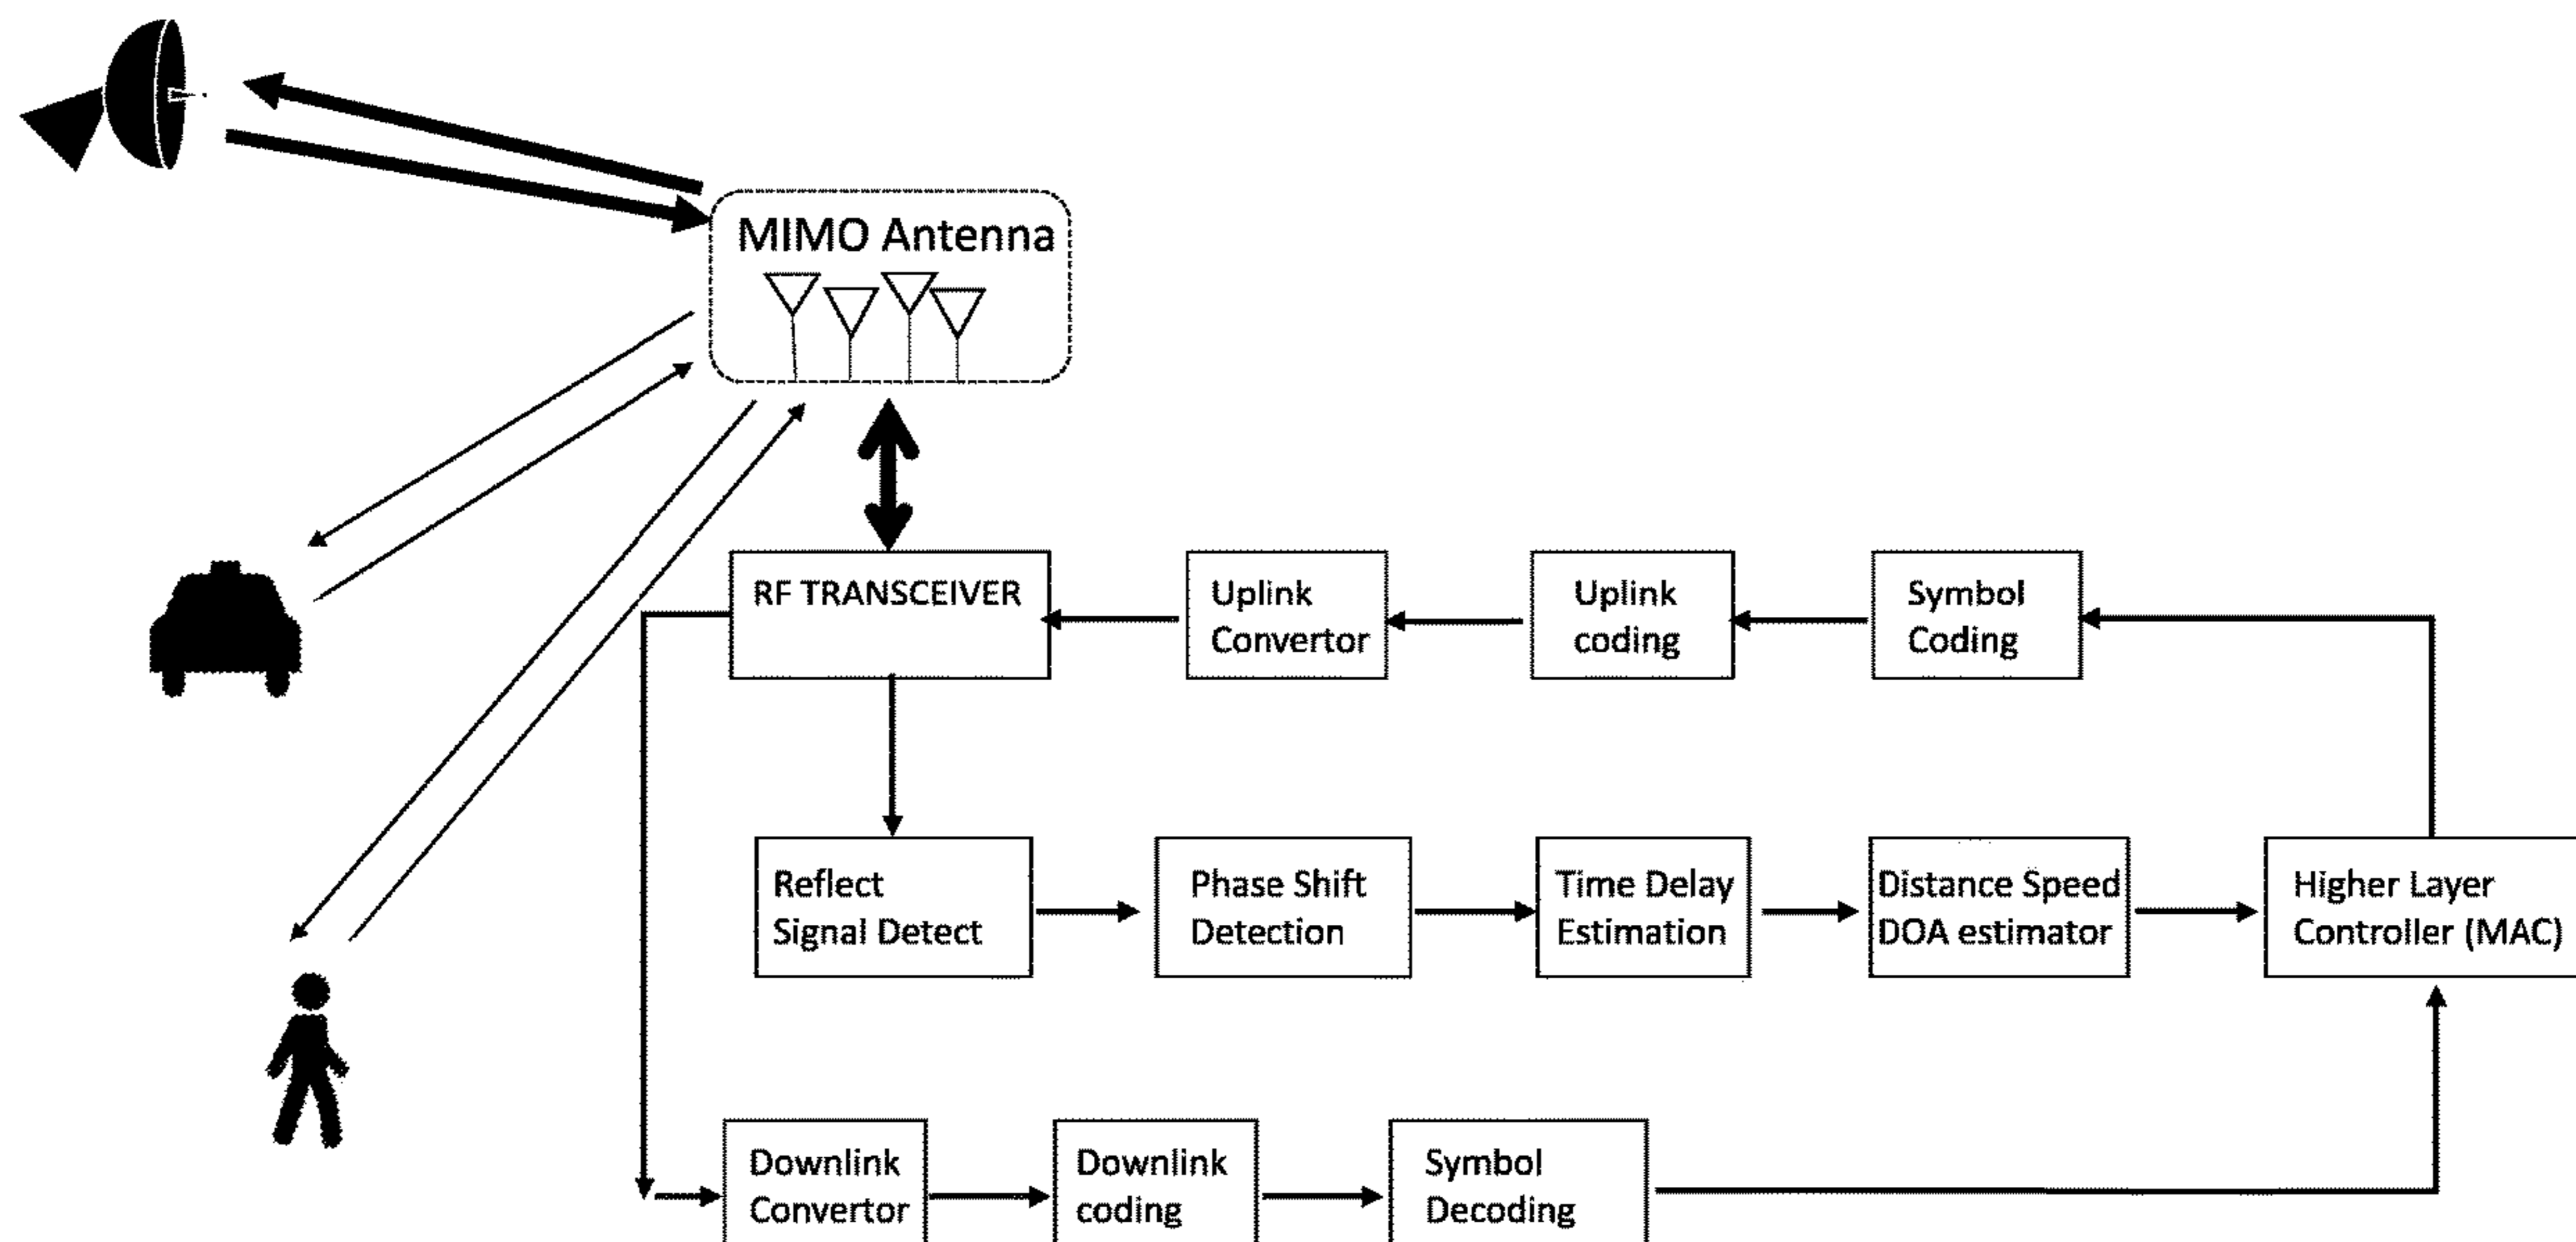 MIMO Antenna
RF TRANSCEIVER
Uplink
Convertor
Uplink
coding
Symbol
Coding
Reflect
Signal Detect
Phase Shift
Detection
Time Delay
Estimation
Distance Speed
DOA estimator
Higher Layer
Controller (MAC)
Downlink
Convertor
Downlink
coding
Symbol
Decoding